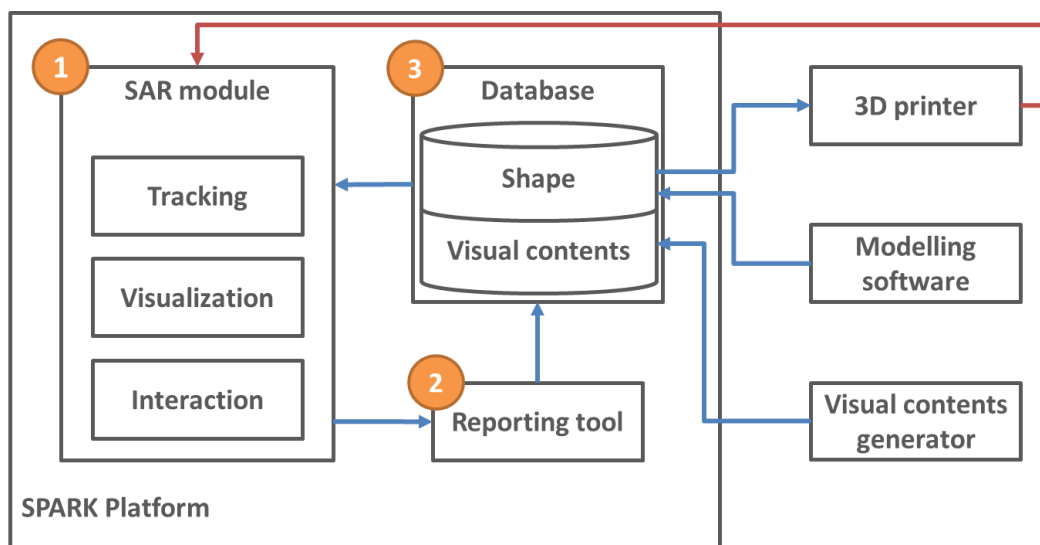 1
SAR module
Tracking
Visualization
Interaction
3
Database
Shape
Visual contents
2
Reporting tool
SPARK Platform
3D printer
Modelling
software
Visual contents
generator